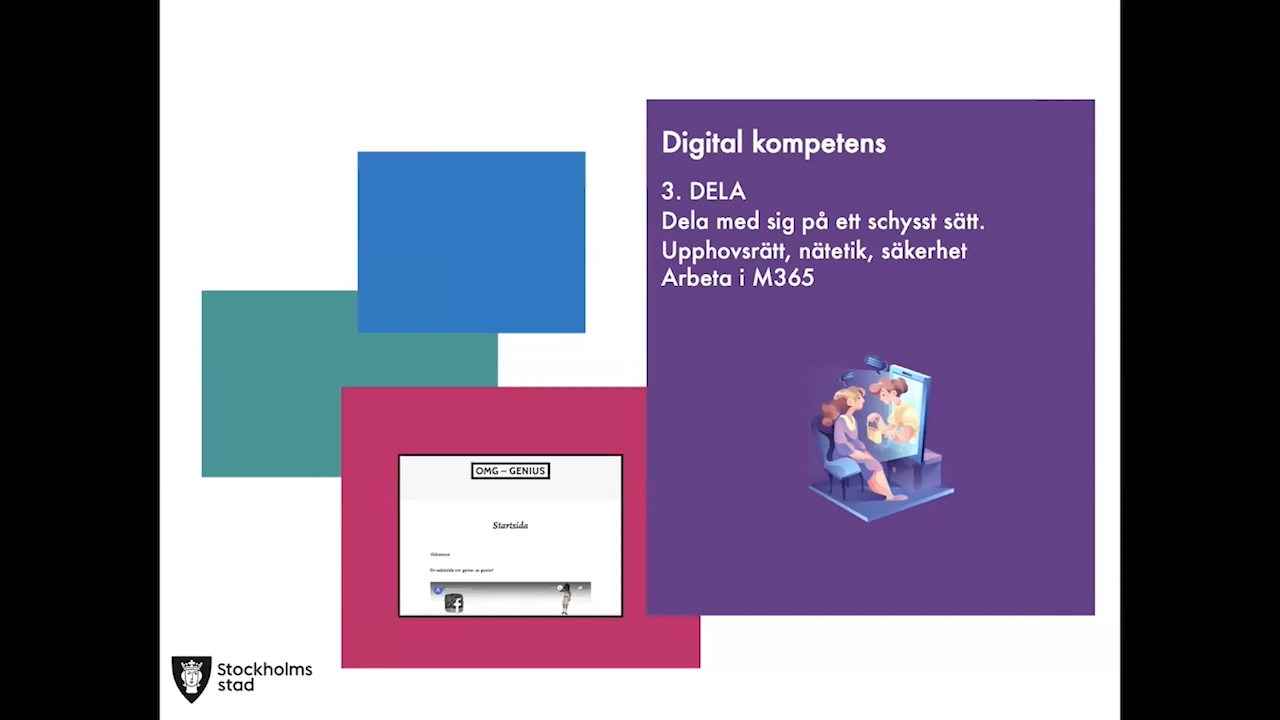 Digital kompetens
3. DELA
Dela med sig på ett schysst sätt.
Upphovsrätt, nätetik, säkerhet
Arbeta i M365
OMG – GENIUS
Startsida
Stockholms
stad